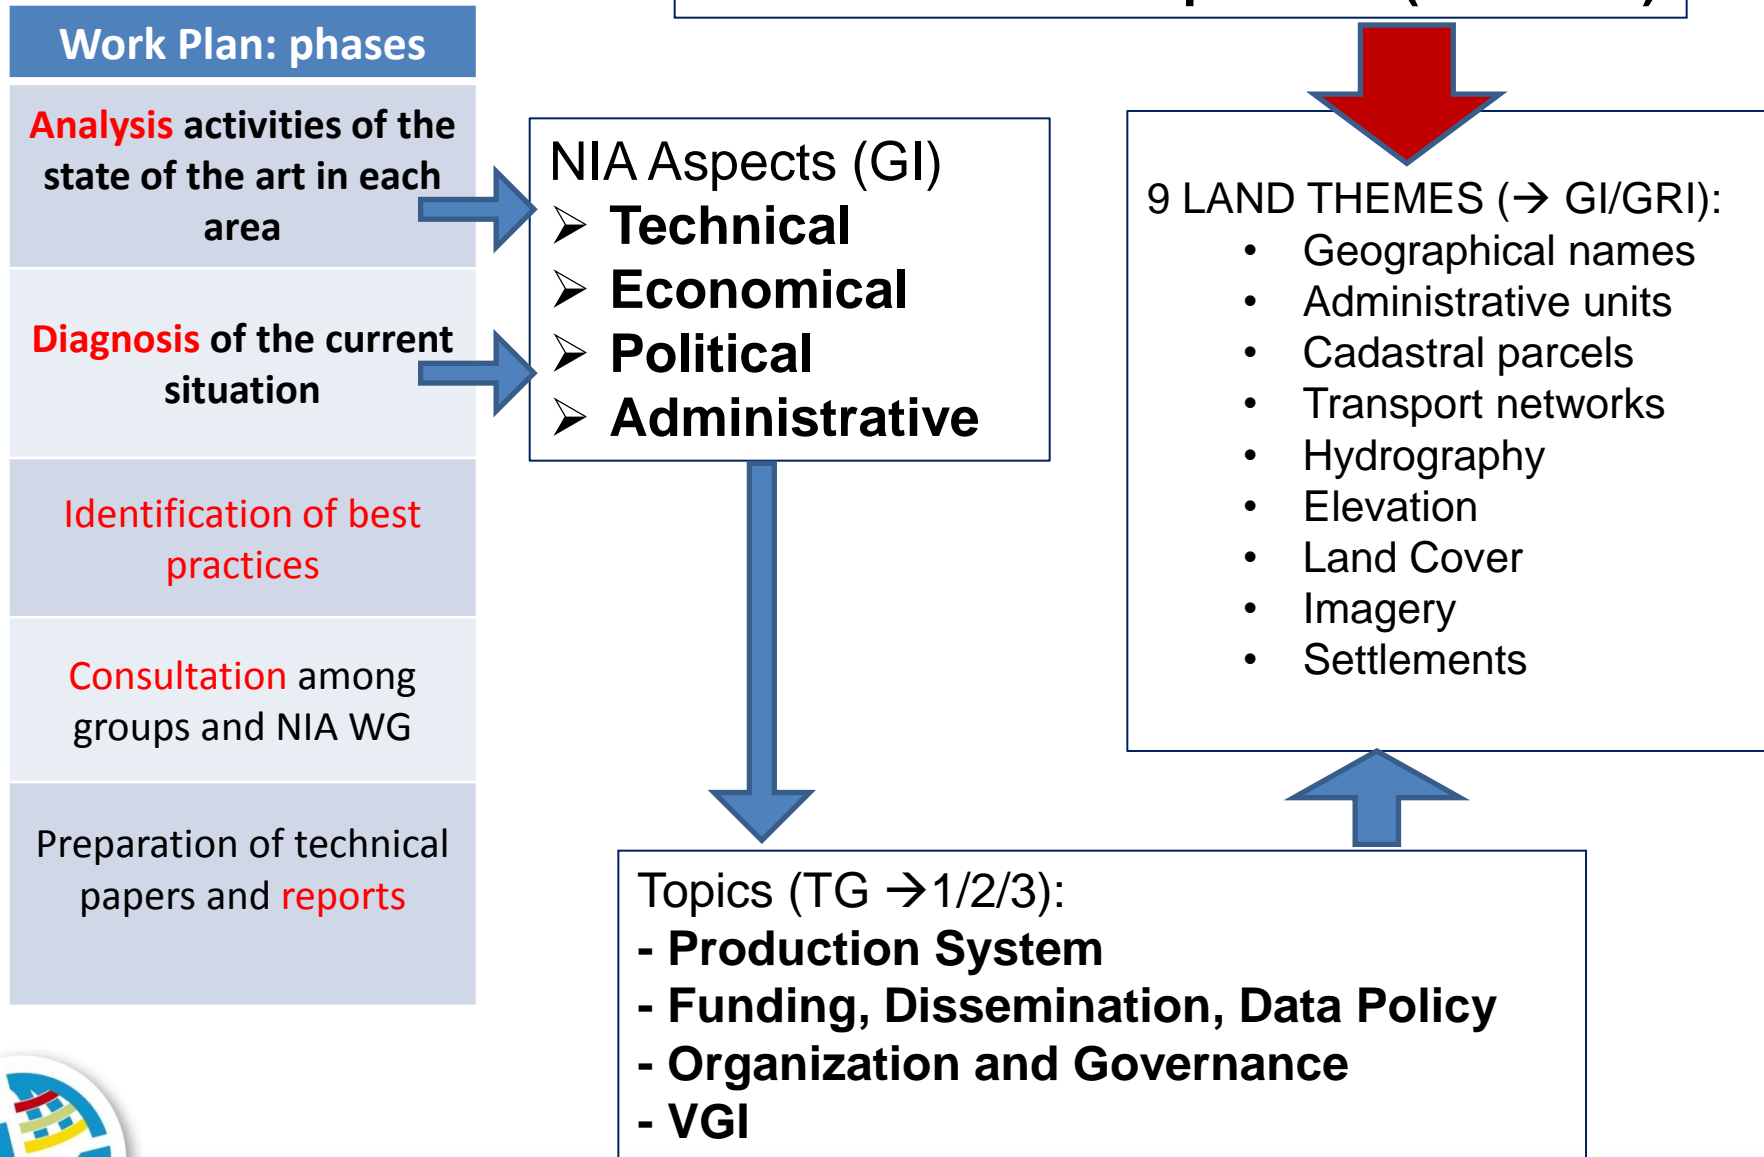 Work Plan: phases
Analysis activities of the
state of the art in each
area
Diagnosis of the current
situation
Identification of best
practices
Consultation among
groups and NIA WG
Preparation of technical
papers and reports
NIA Aspects (GI)
➢ Technical
➢ Economical
➢ Political
➢ Administrative
9 LAND THEMES (→ GI/GRI):
• Geographical names
• Administrative units
• Cadastral parcels
• Transport networks
• Hydrography
• Elevation
• Land Cover
• Imagery
• Settlements
Topics (TG →1/2/3):
- Production System
- Funding, Dissemination, Data Policy
- Organization and Governance
- VGI